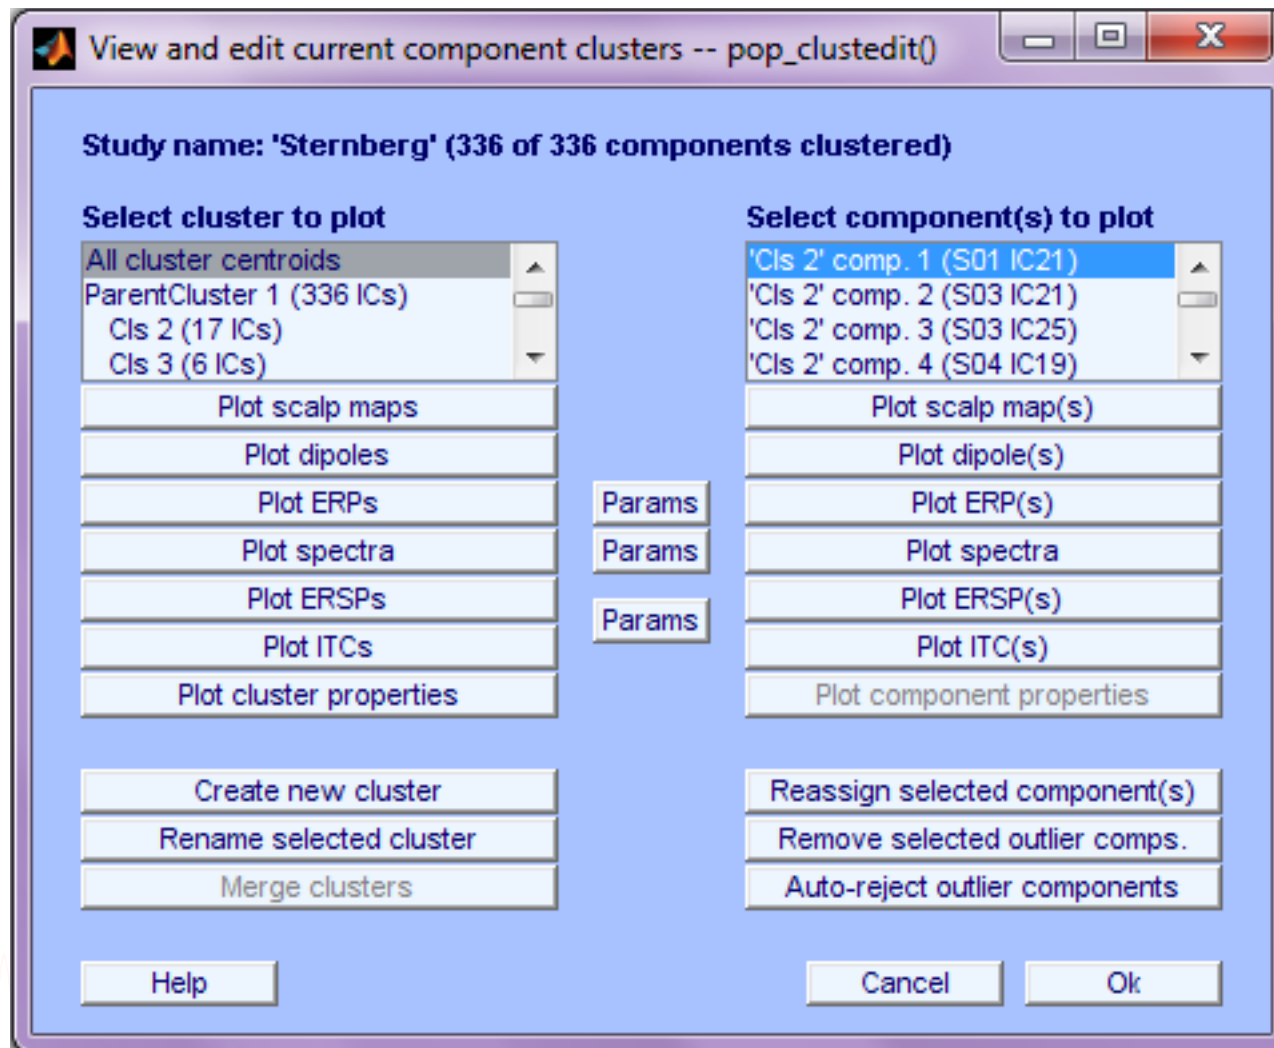 View and edit current component clusters -- pop_clustedit()
Study name: 'Sternberg' (336 of 336 components clustered)
Select cluster to plot
All cluster centroids
ParentCluster 1 (336 ICs)
Cls 2 (17 ICs)
Cls 3 (6 ICs)
Select component(s) to plot
'Cls 2' comp. 1 (S01 IC21)
'Cls 2' comp. 2 (S03 IC21)
'Cls 2' comp. 3 (S03 IC25)
'Cls 2' comp. 4 (S04 IC19)
Plot scalp maps
Plot scalp map(s)
Plot dipoles
Plot dipole(s)
Plot ERPs
Params
Plot ERP(s)
Plot spectra
Params
Plot spectra
Plot ERSPs
Params
Plot ERSP(s)
Plot ITCs
Plot ITC(s)
Plot cluster properties
Plot component properties
Create new cluster
Reassign selected component(s)
Rename selected cluster
Remove selected outlier comps.
Merge clusters
Auto-reject outlier components
Help
Cancel
Ok